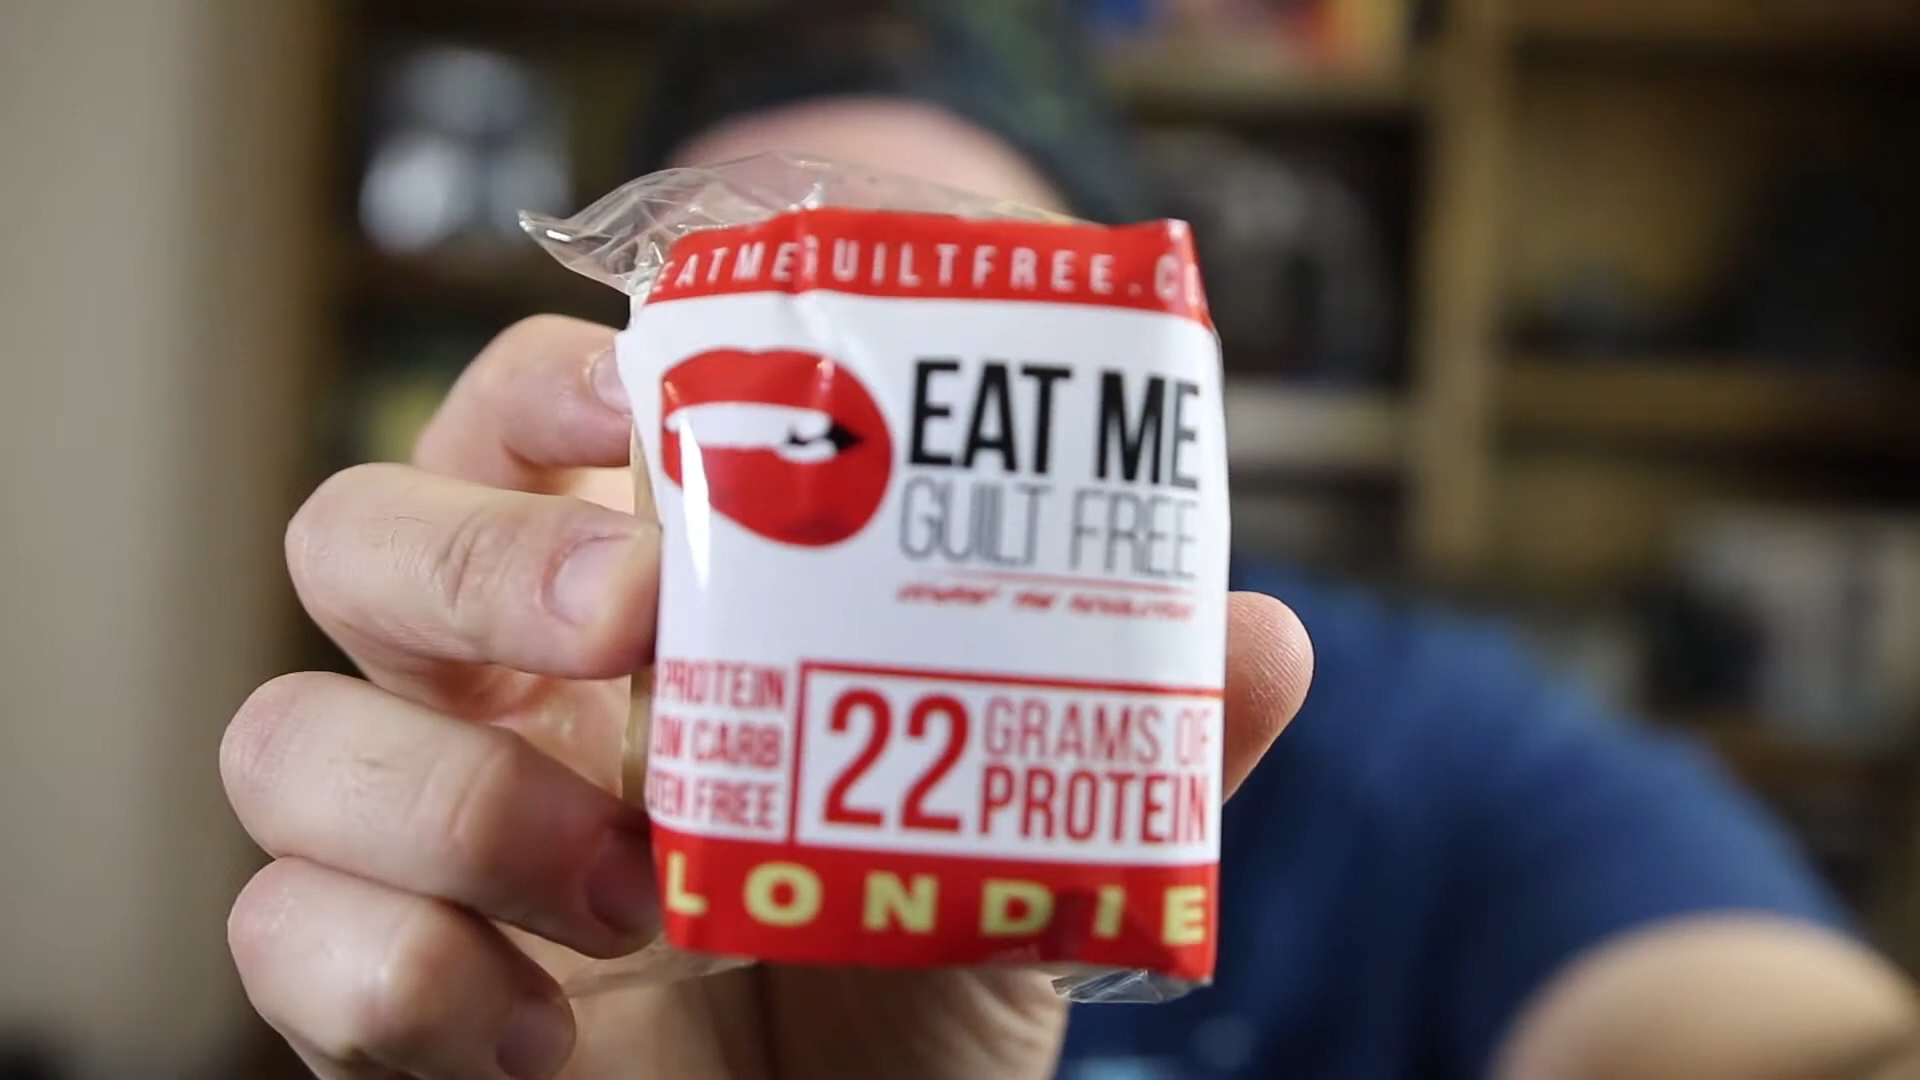 EATMEGUILTFREE.CO
EAT ME
GUILT FREE
PROTEIN
OW CARB
TEN FREE
22 GRAMS OF
PROTEIN
LONDIE